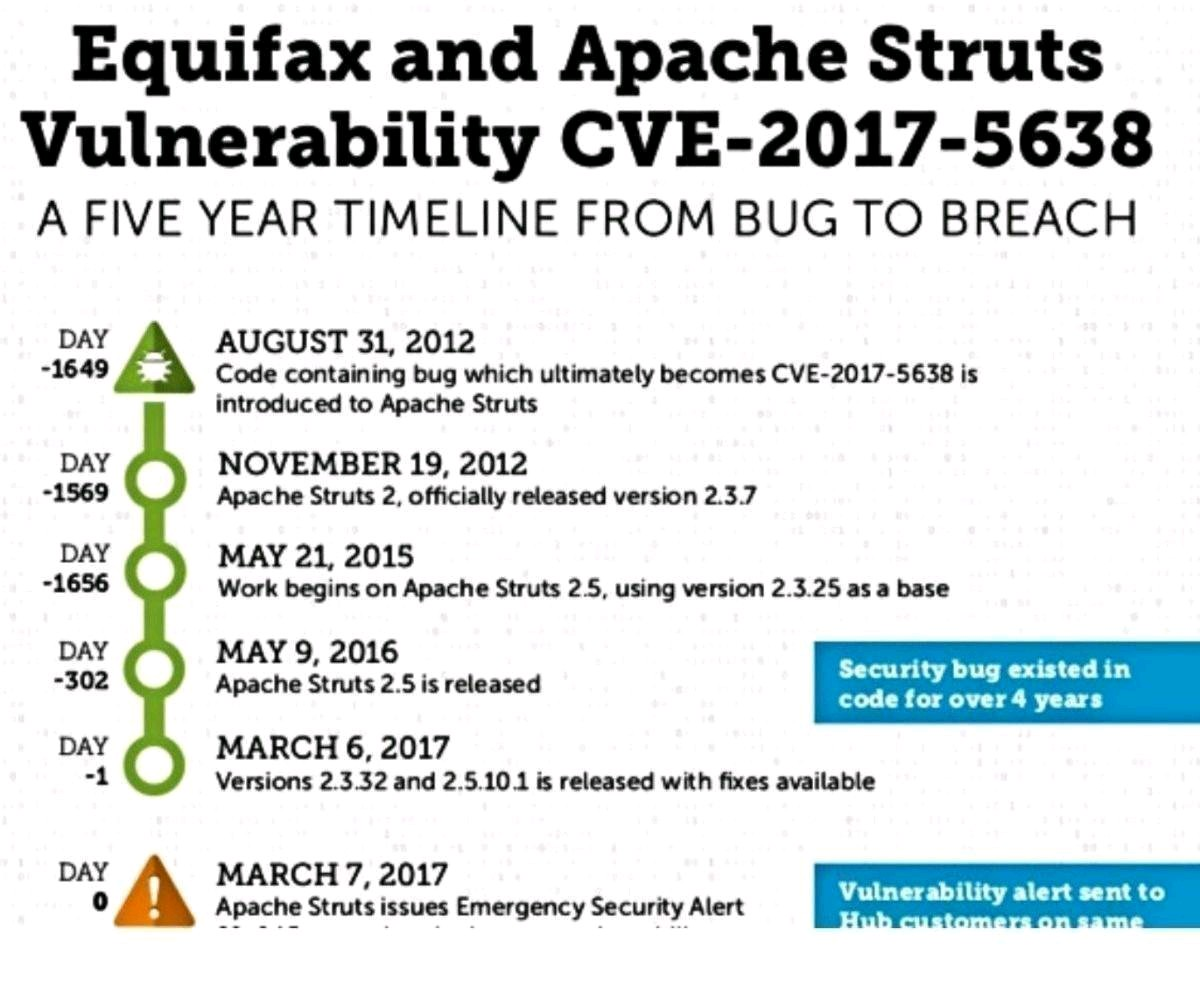 Equifax and Apache Struts
Vulnerability CVE-2017-5638
A FIVE YEAR TIMELINE FROM BUG TO BREACH
DAY
-1649
AUGUST 31, 2012
Code containing bug which ultimately becomes CVE-2017-5638 is
introduced to Apache Struts
DAY
-1569
NOVEMBER 19, 2012
Apache Struts 2, officially released version 2.3.7
DAY
-1656
MAY 21, 2015
Work begins on Apache Struts 2.5, using version 2.3.25 as a base
DAY
-302
MAY 9, 2016
Apache Struts 2.5 is released
Security bug existed in
code for over 4 years
DAY
-1
MARCH 6, 2017
Versions 2.3.32 and 2.5.10.1 is released with fixes available
DAY
0
MARCH 7, 2017
Apache Struts issues Emergency Security Alert
Vulnerability alert sent to
Hub customers on same